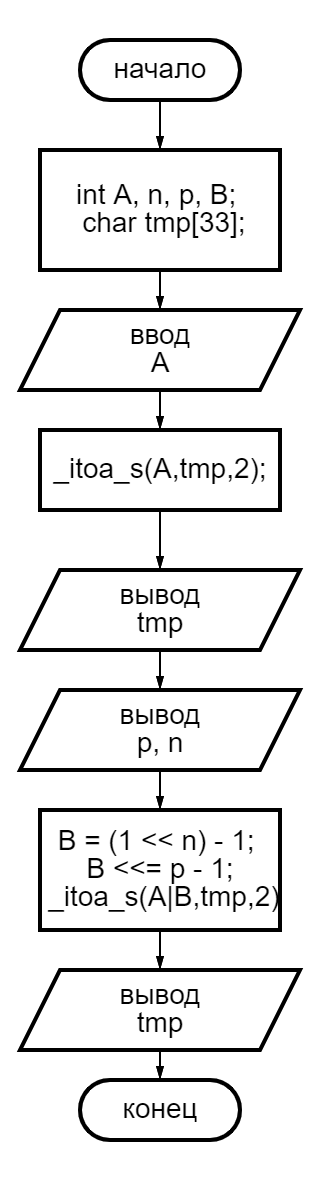 начало
int A, n, p, B;
char tmp[33];
ввод
A
_itoa_s(A,tmp,2);
вывод
tmp
вывод
p, n
B = (1 << n) - 1;
B <<= p - 1;
_itoa_s(A|B,tmp,2)
вывод
tmp
конец